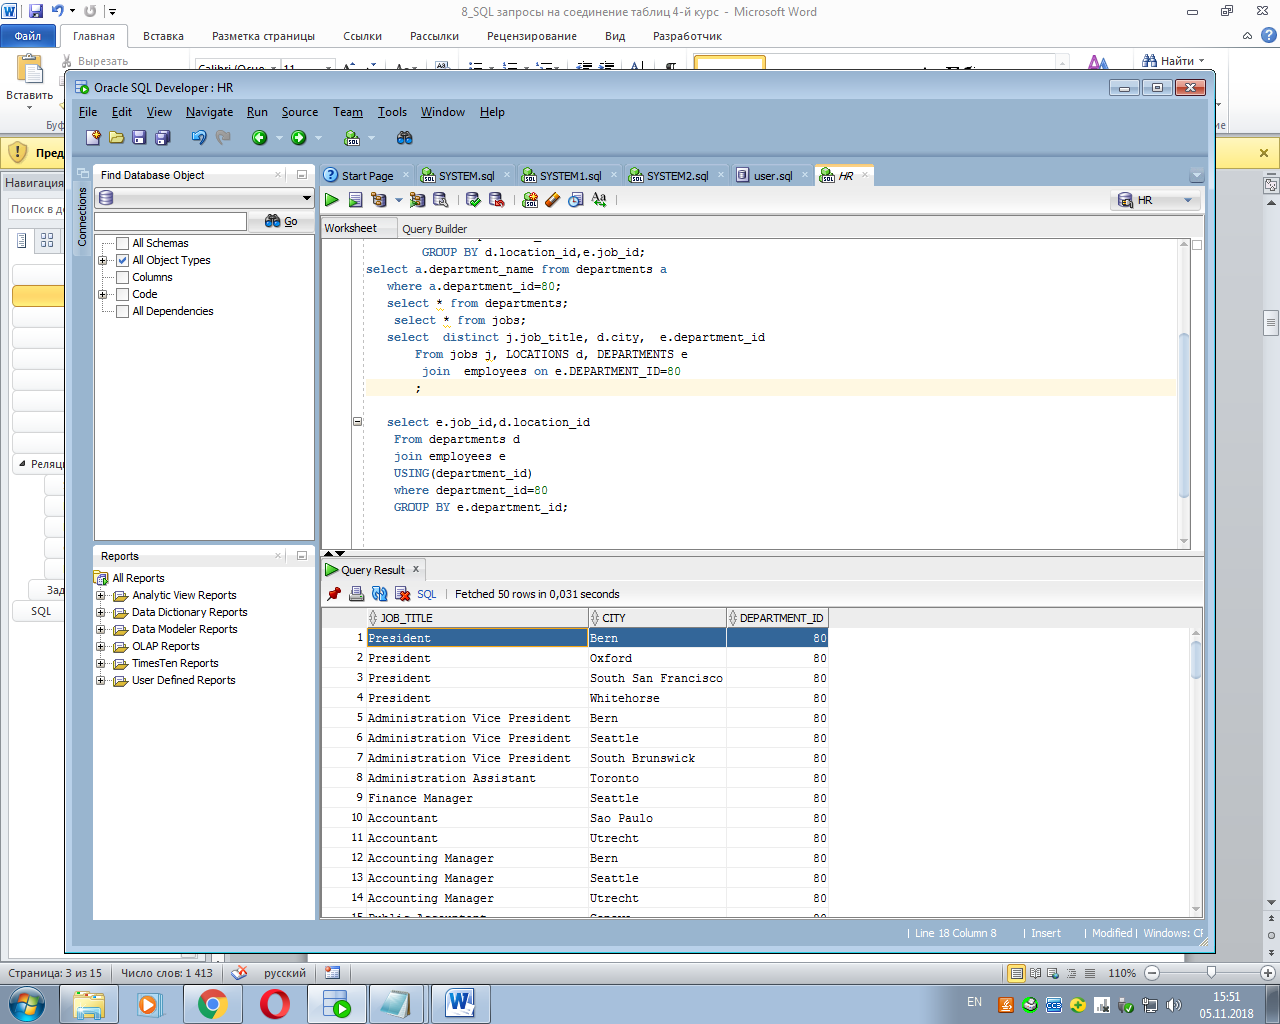 8_SQL запросы на соединение таблиц 4-й курс - Microsoft Word
Файл Главная Вставка Разметка страницы Ссылки Рассылки Рецензирование Вид Разработчик
Вставить
Вырезать
Найти
Oracle SQL Developer : HR
File Edit View Navigate Run Source Team Tools Window Help
Навигация
Connections
Find Database Object
Go
All Schemas
All Object Types
Columns
Code
All Dependencies
Reports
All Reports
Analytic View Reports
Data Dictionary Reports
Data Modeler Reports
OLAP Reports
TimesTen Reports
User Defined Reports
SQL
Start Page SYSTEM.sql SYSTEM1.sql SYSTEM2.sql user.sql HR
HR
Worksheet Query Builder
GROUP BY d.location_id,e.job_id;
select a.department_name from departments a
where a.department_id=80;
select * from departments;
select * from jobs;
select distinct j.job_title, d.city, e.department_id
From jobs j, LOCATIONS d, DEPARTMENTS e
join employees on e.DEPARTMENT_ID=80
;
select e.job_id,d.location_id
From departments d
join employees e
USING(department_id)
where department_id=80
GROUP BY e.department_id;
Query Result
SQL Fetched 50 rows in 0,031 seconds
JOB_TITLE CITY DEPARTMENT_ID
1 President Bern 80
2 President Oxford 80
3 President South San Francisco 80
4 President Whitehorse 80
5 Administration Vice President Bern 80
6 Administration Vice President Seattle 80
7 Administration Vice President South Brunswick 80
8 Administration Assistant Toronto 80
9 Finance Manager Seattle 80
10 Accountant Sao Paulo 80
11 Accountant Utrecht 80
12 Accounting Manager Bern 80
13 Accounting Manager Seattle 80
14 Accounting Manager Utrecht 80
15 Public Accountant Geneva 80
Line 18 Column 8 Insert Modified Windows: CF
Страница: 3 из 15 Число слов: 1 413 русский 110%
EN 15:51
05.11.2018